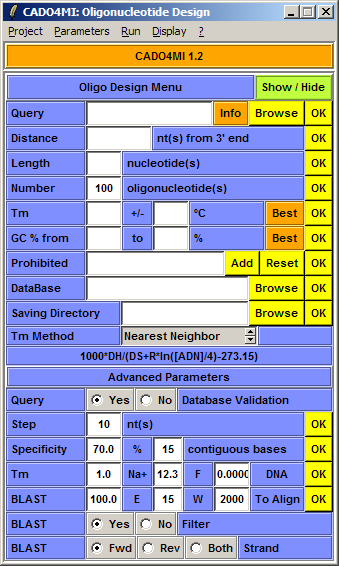 CADO4MI: Oligonucleotide Design
Project Parameters Run Display ?
CADO4MI 1.2
Oligo Design Menu Show / Hide
Query Info Browse OK
Distance nt(s) from 3' end OK
Length nucleotide(s) OK
Number 100 oligonucleotide(s) OK
Tm +/- °C Best OK
GC % from to % Best OK
Prohibited Add Reset OK
DataBase Browse OK
Saving Directory Browse OK
Tm Method Nearest Neighbor
1000*DH/(DS+R*ln([ADN]/4)-273.15)
Advanced Parameters
Query Yes No Database Validation
Step 10 nt(s) OK
Specificity 70.0 % 15 contiguous bases OK
Tm 1.0 Na+ 12.3 F 0.0000 DNA OK
BLAST 100.0 E 15 W 2000 To Align OK
BLAST Yes No Filter
BLAST Fwd Rev Both Strand